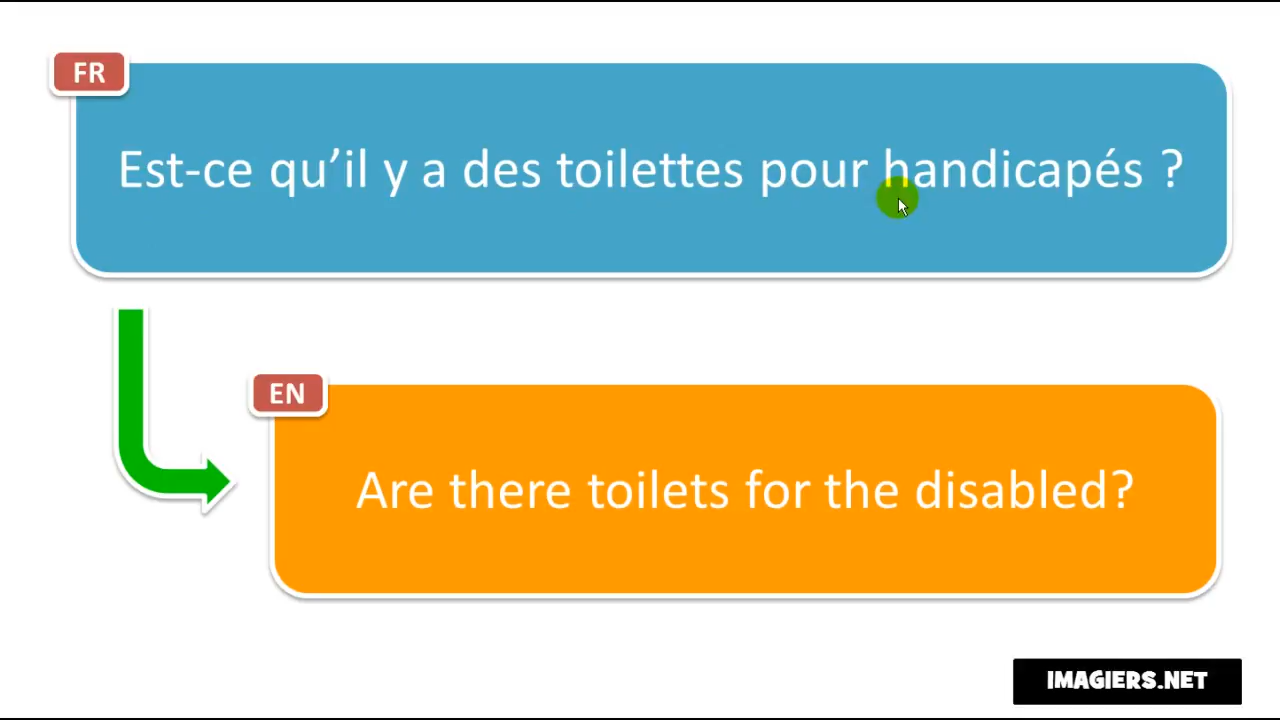 FR
Est-ce qu’il y a des toilettes pour handicapés ?
EN
Are there toilets for the disabled?
IMAGIERS.NET